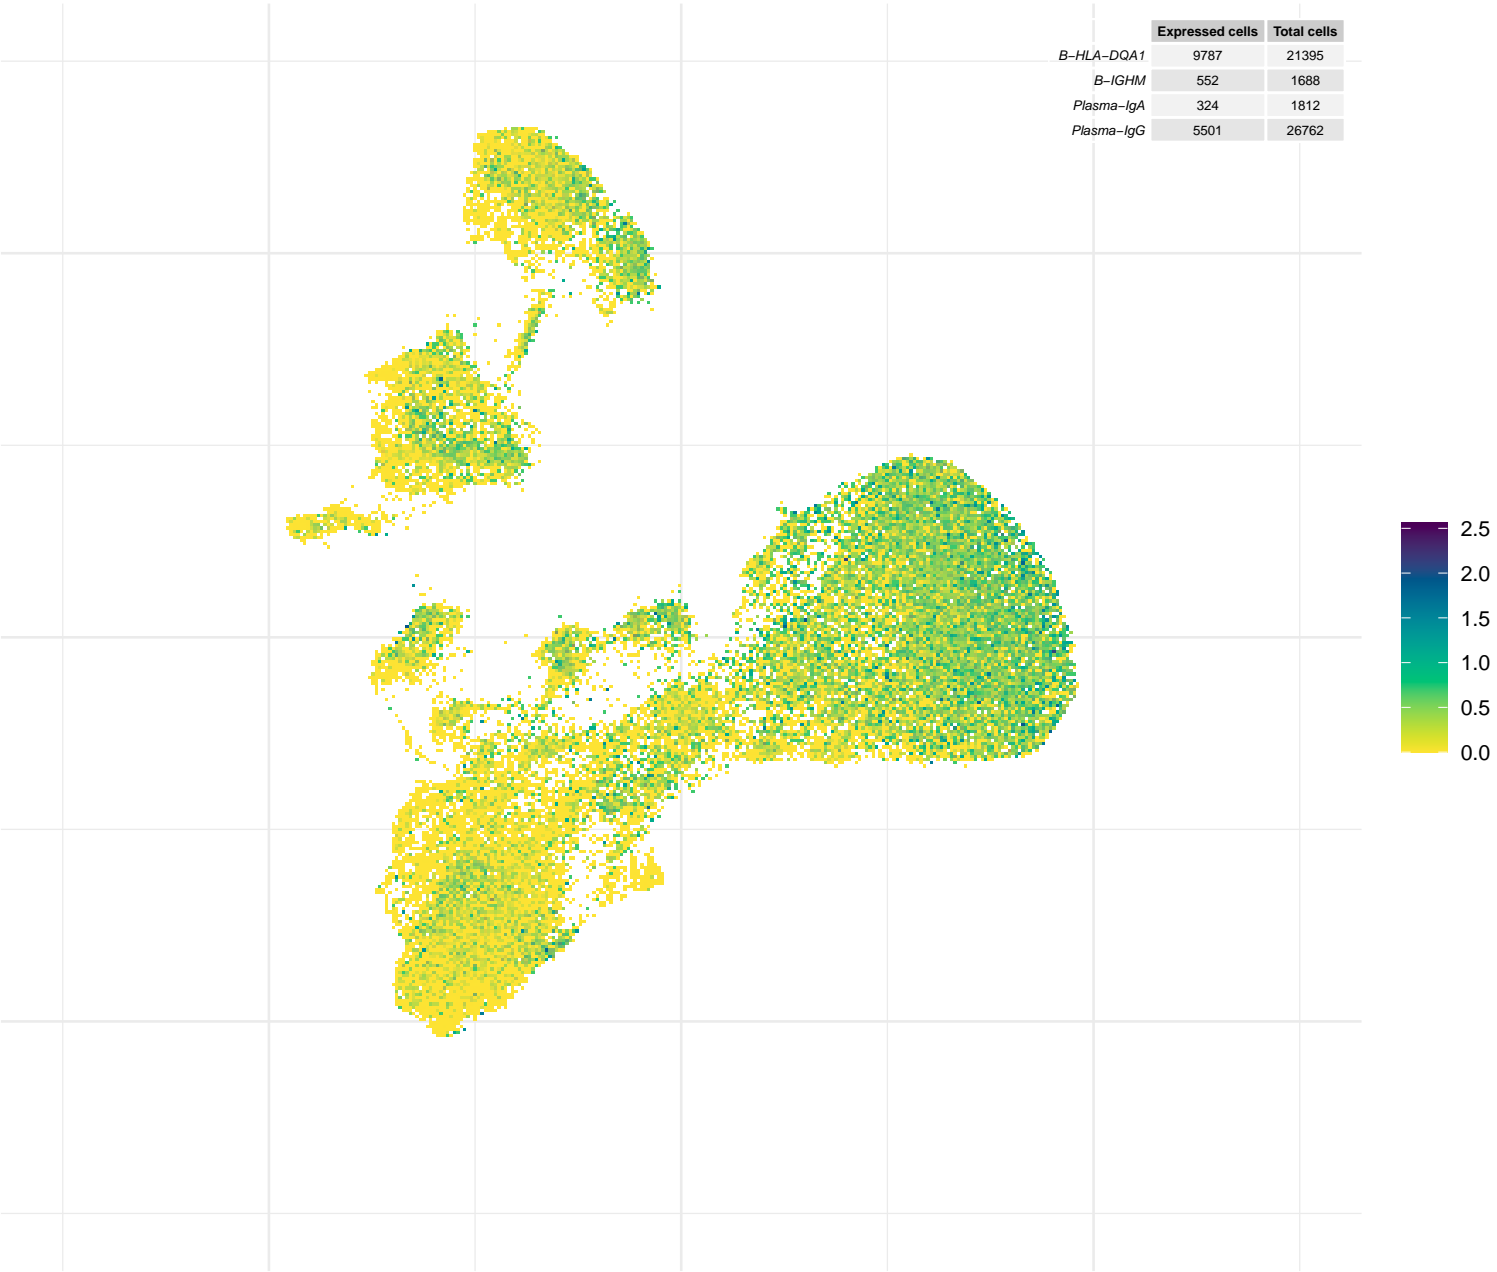 Expressed cells Total cells
B−HLA−DQA1 9787 21395
B−IGHM 552 1688
Plasma−IgA 324 1812
Plasma−IgG 5501 26762
2.5
2.0
1.5
1.0
0.5
0.0